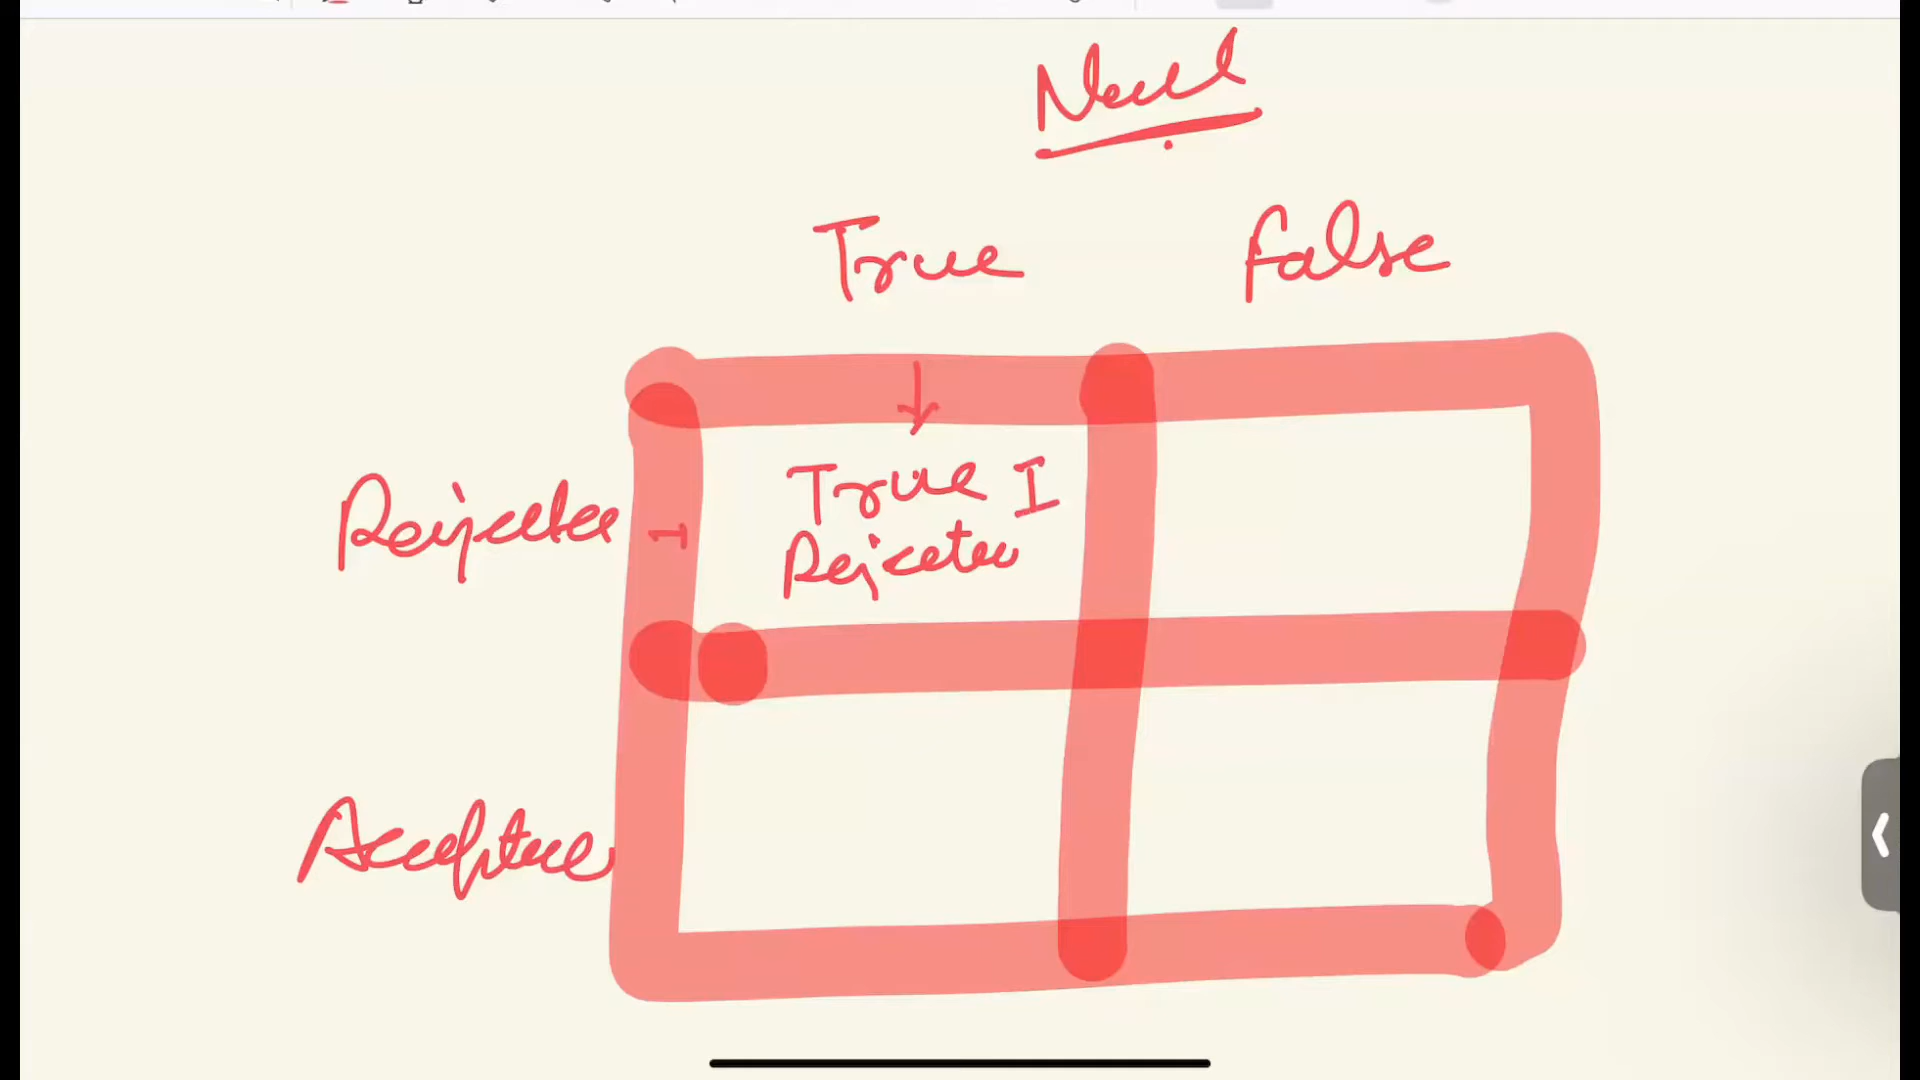 Null
True False
Rejected
I
True I
Rejected
Accepted